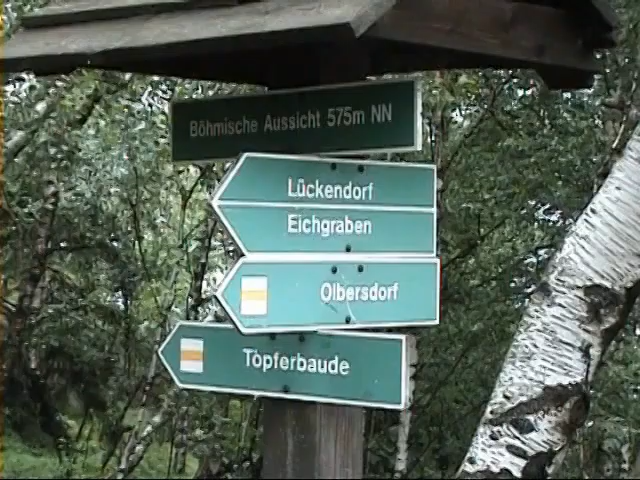 Böhmische Aussicht 575m NN
Lückendorf
Eichgraben
Olbersdorf
Töpferbaude